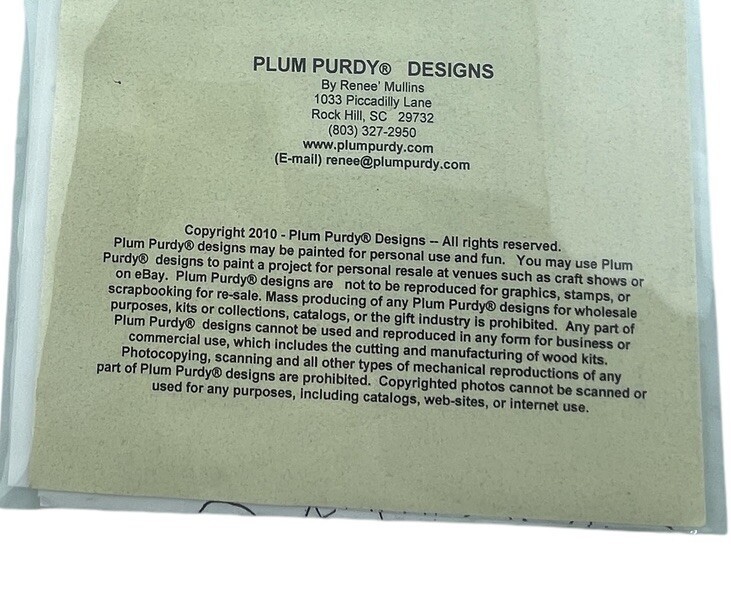 PLUM PURDY® DESIGNS
By Renee' Mullins
1033 Piccadilly Lane
Rock Hill, SC 29732
(803) 327-2950
www.plumpurdy.com
(E-mail) renee@plumpurdy.com
Copyright 2010 - Plum Purdy® Designs -- All rights reserved.
Plum Purdy® designs may be painted for personal use and fun. You may use Plum
Purdy® designs to paint a project for personal resale at venues such as craft shows or
on eBay. Plum Purdy® designs are not to be reproduced for graphics, stamps, or
scrapbooking for re-sale. Mass producing of any Plum Purdy® designs for wholesale
purposes, kits or collections, catalogs, or the gift industry is prohibited. Any part of
Plum Purdy® designs cannot be used and reproduced in any form for business or
commercial use, which includes the cutting and manufacturing of wood kits.
Photocopying, scanning and all other types of mechanical reproductions of any
part of Plum Purdy® designs are prohibited. Copyrighted photos cannot be scanned or
used for any purposes, including catalogs, web-sites, or internet use.